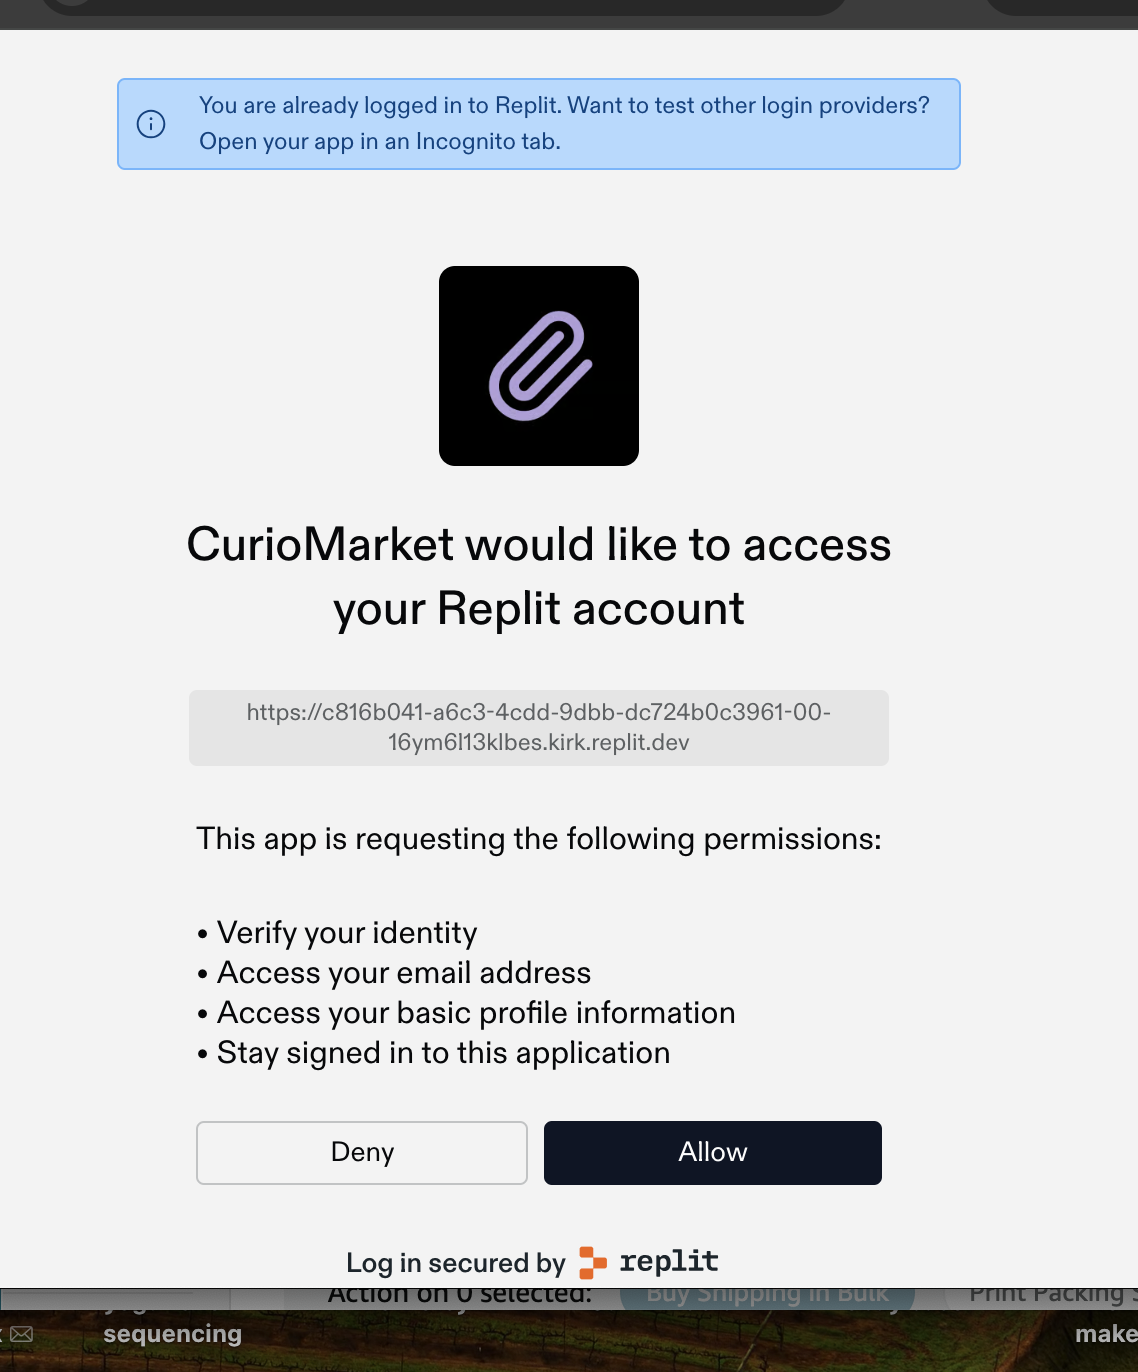 You are already logged in to Replit. Want to test other login providers?
Open your app in an Incognito tab.
CurioMarket would like to access
your Replit account
https://c816b041-a6c3-4cdd-9dbb-dc724b0c3961-00-
16ym6l13klbes.kirk.replit.dev
This app is requesting the following permissions:
• Verify your identity
• Access your email address
• Access your basic profile information
• Stay signed in to this application
Deny
Allow
Log in secured by replit
Action on 0 selected:
Buy Shipping in Bulk
Print Packing
sequencing
make